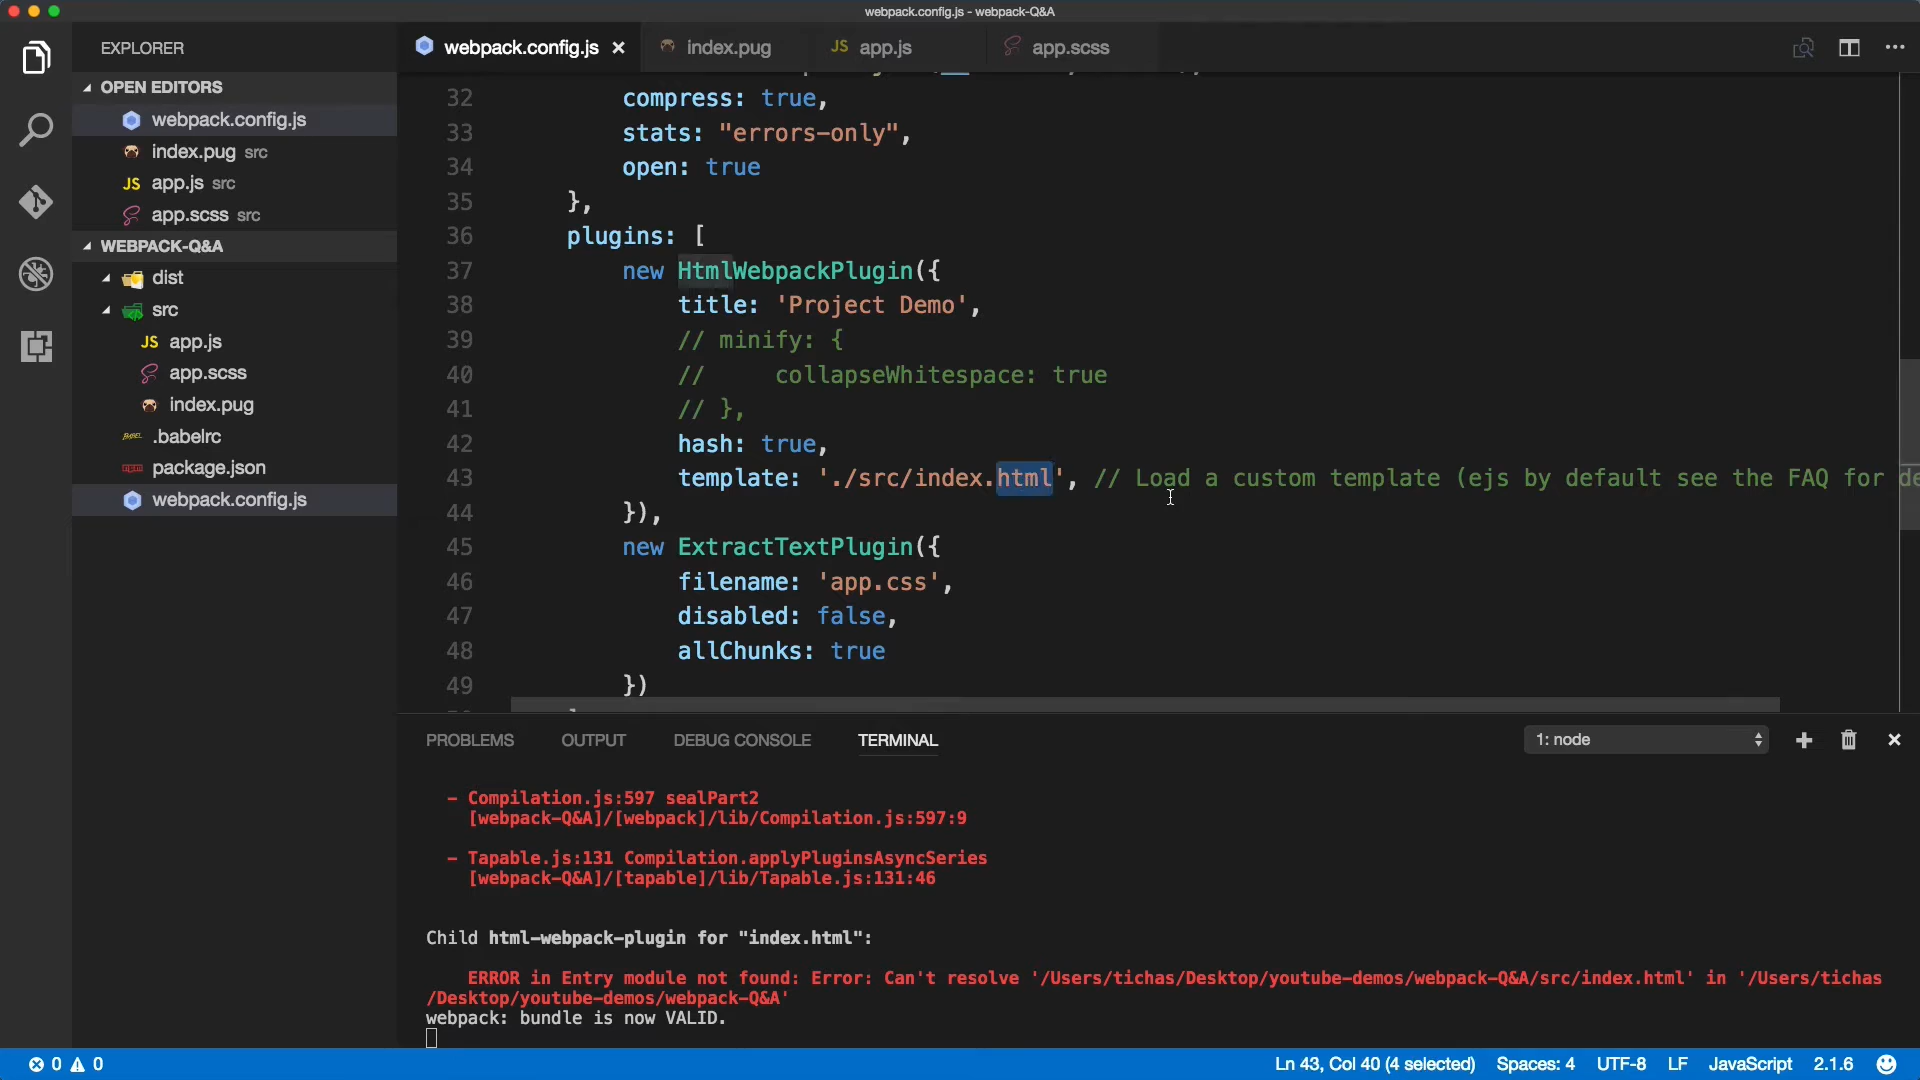 webpack.config.js - webpack-Q&A
EXPLORER
OPEN EDITORS
webpack.config.js
index.pug src
app.js src
app.scss src
WEBPACK-Q&A
dist
src
app.js
app.scss
index.pug
.babelrc
package.json
webpack.config.js
webpack.config.js index.pug JS app.js app.scss
32 compress: true,
33 stats: "errors-only",
34 open: true
35 },
36 plugins: [
37 new HtmlWebpackPlugin({
38 title: 'Project Demo',
39 // minify: {
40 //     collapseWhitespace: true
41 // },
42 hash: true,
43 template: './src/index.html', // Load a custom template (ejs by default see the FAQ for de
44 }),
45 new ExtractTextPlugin({
46 filename: 'app.css',
47 disabled: false,
48 allChunks: true
49 })
PROBLEMS OUTPUT DEBUG CONSOLE TERMINAL 1: node
- Compilation.js:597 sealPart2
[webpack-Q&A]/[webpack]/lib/Compilation.js:597:9
- Tapable.js:131 Compilation.applyPluginsAsyncSeries
[webpack-Q&A]/[tapable]/lib/Tapable.js:131:46
Child html-webpack-plugin for "index.html":
ERROR in Entry module not found: Error: Can't resolve '/Users/tichas/Desktop/youtube-demos/webpack-Q&A/src/index.html' in '/Users/tichas
/Desktop/youtube-demos/webpack-Q&A'
webpack: bundle is now VALID.
0 0 Ln 43, Col 40 (4 selected) Spaces: 4 UTF-8 LF JavaScript 2.1.6